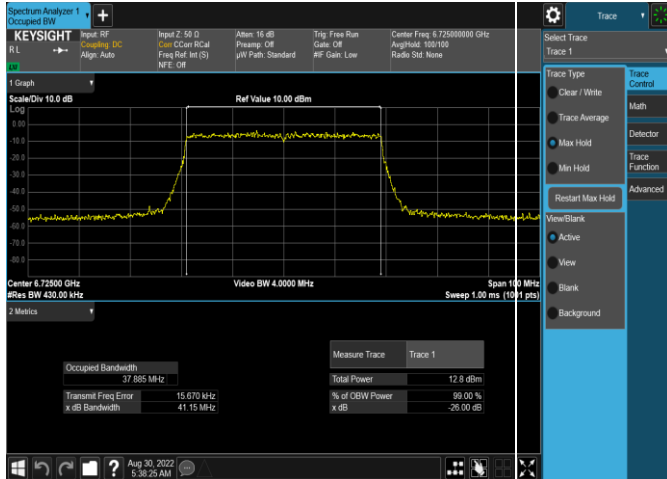 Spectrum Analyzer 1
Occupied BW
Trace
KEYSIGHT
RL
Input: RF
Coupling: DC
Align: Auto
Input Z: 50 Ω
Corr CCorr RCal
Freq Ref: Int (S)
NFE: Off
Atten: 16 dB
Preamp: Off
µW Path: Standard
Trig: Free Run
Gate: Off
#IF Gain: Low
Center Freq: 6.725000000 GHz
Avg|Hold: 100/100
Radio Std: None
Select Trace
Trace 1
1 Graph
Scale/Div 10.0 dB
Ref Value 10.00 dBm
Log
0.00
-10.0
-20.0
-30.0
-40.0
-50.0
-60.0
-70.0
-80.0
Center 6.72500 GHz
#Res BW 430.00 kHz
Video BW 4.0000 MHz
Span 100 MHz
Sweep 1.00 ms (1001 pts)
Trace Type
Clear / Write
Trace Average
Max Hold
Min Hold
Restart Max Hold
View/Blank
Active
View
Blank
Background
Trace
Control
Math
Detector
Trace
Function
Advanced
2 Metrics
Measure Trace Trace 1
Occupied Bandwidth
37.885 MHz
Total Power 12.8 dBm
Transmit Freq Error 15.670 kHz
% of OBW Power 99.00 %
x dB Bandwidth 41.15 MHz
x dB -26.00 dB
Aug 30, 2022
5:38:25 AM